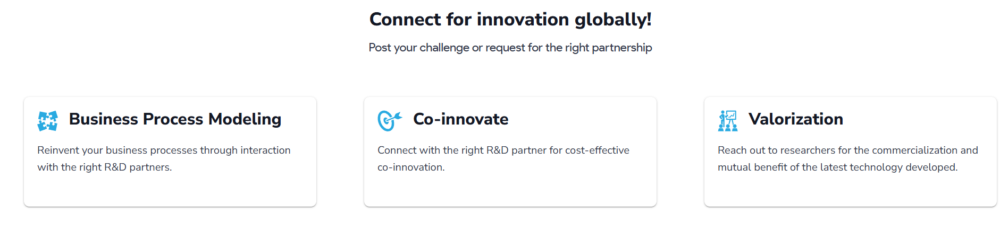 Connect for innovation globally!
Post your challenge or request for the right partnership
Business Process Modeling
Reinvent your business processes through interaction
with the right R&D partners.
Co-innovate
Connect with the right R&D partner for cost-effective
co-innovation.
Valorization
Reach out to researchers for the commercialization and
mutual benefit of the latest technology developed.